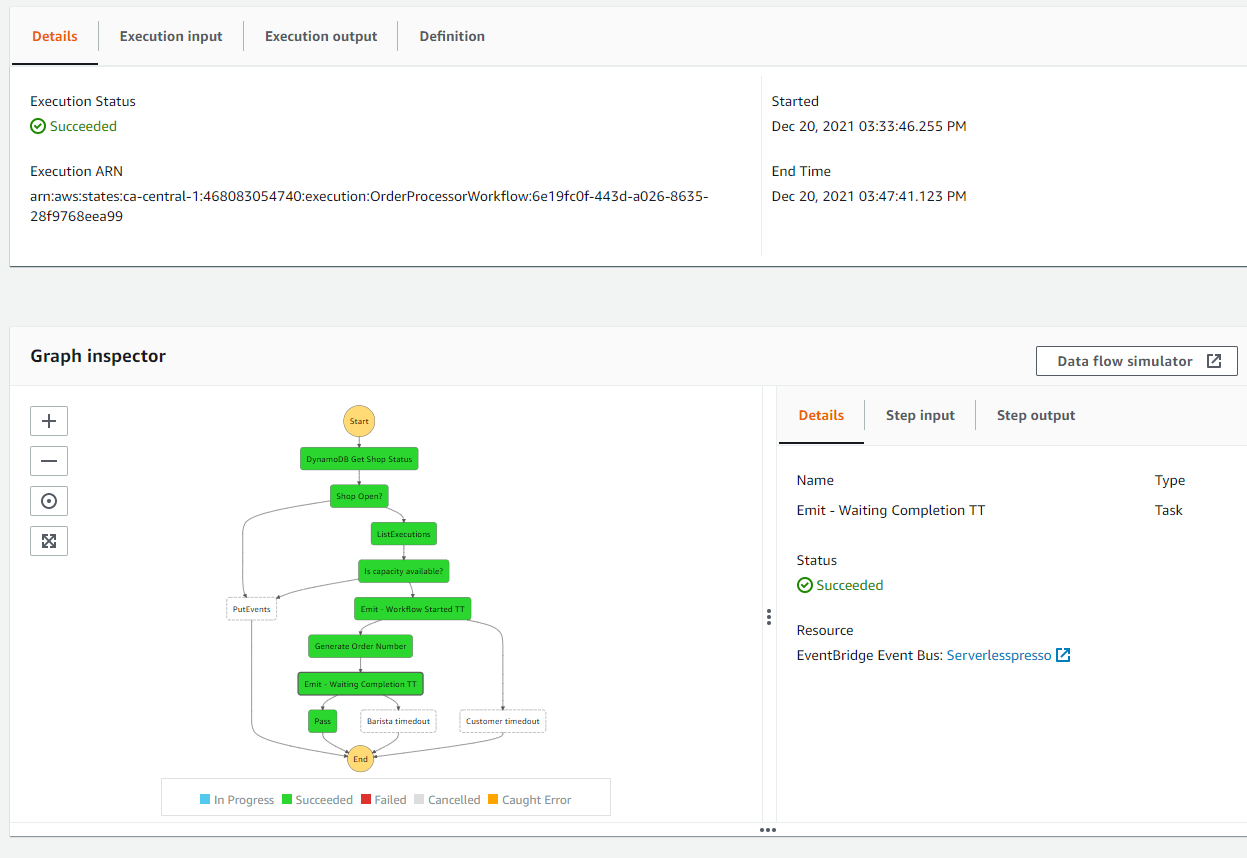 Details
Execution input
Execution output
Definition
Execution Status
Succeeded
Execution ARN
arn:aws:states:ca-central-1:468083054740:execution:OrderProcessorWorkflow:6e19fc0f-443d-a026-8635-
28f9768eea99
Started
Dec 20, 2021 03:33:46.255 PM
End Time
Dec 20, 2021 03:47:41.123 PM
Graph inspector
Data flow simulator
Start
DynamoDB Get Shop Status
Shop Open?
ListExecutions
Is capacity available?
PutEvents
Emit - Workflow Started TT
Generate Order Number
Emit - Waiting Completion TT
Pass
Barista timedout
Customer timedout
End
In Progress
Succeeded
Failed
Cancelled
Caught Error
Details
Step input
Step output
Name
Type
Emit - Waiting Completion TT
Task
Status
Succeeded
Resource
EventBridge Event Bus: Serverlesspresso